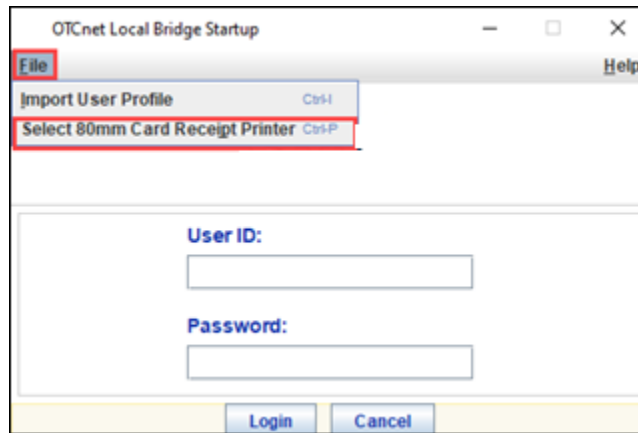 OTCnet Local Bridge Startup
File Help
Import User Profile Ctrl-I
Select 80mm Card Receipt Printer Ctrl-P
User ID:
Password:
Login Cancel